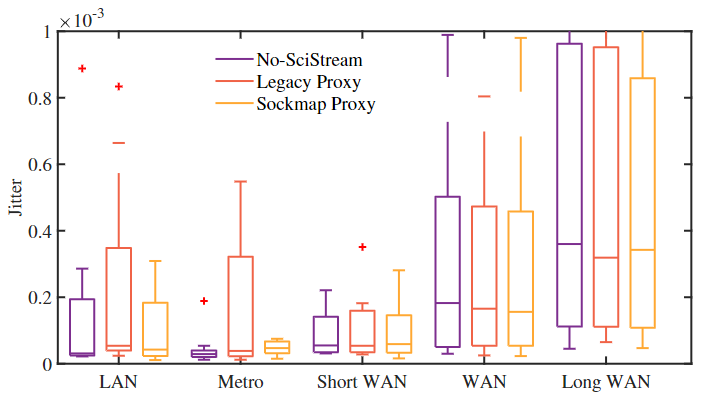 ×10⁻³
1
0.8
0.6
0.4
0.2
0
Jitter
No-SciStream
Legacy Proxy
Sockmap Proxy
LAN Metro Short WAN WAN Long WAN